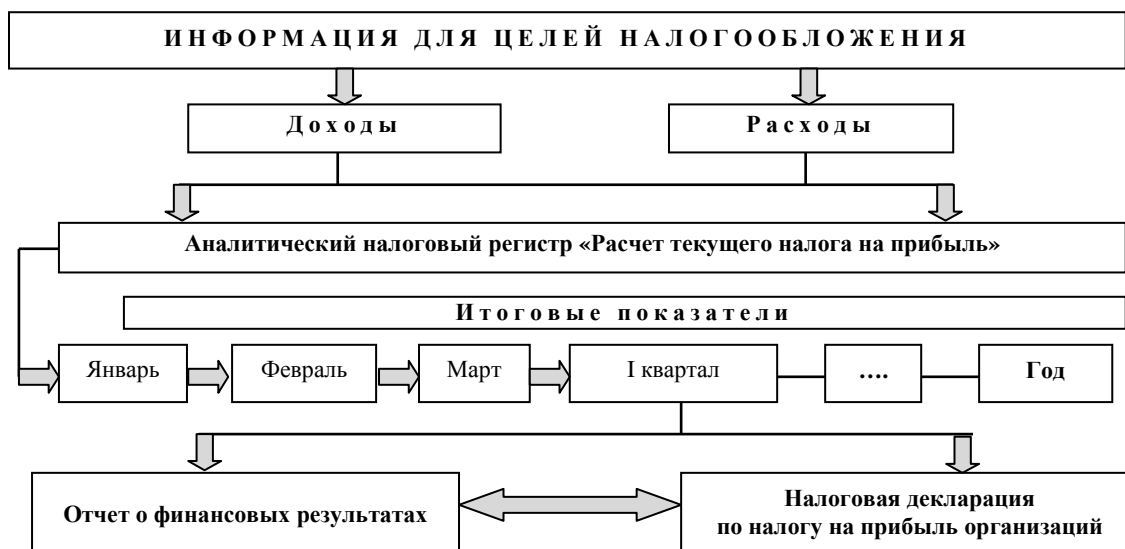 ИНФОРМАЦИЯ ДЛЯ ЦЕЛЕЙ НАЛОГООБЛОЖЕНИЯ
Доходы
Расходы
Аналитический налоговый регистр «Расчет текущего налога на прибыль»
Итоговые показатели
Январь
Февраль
Март
I квартал
….
Год
Отчет о финансовых результатах
Налоговая декларация
по налогу на прибыль организаций